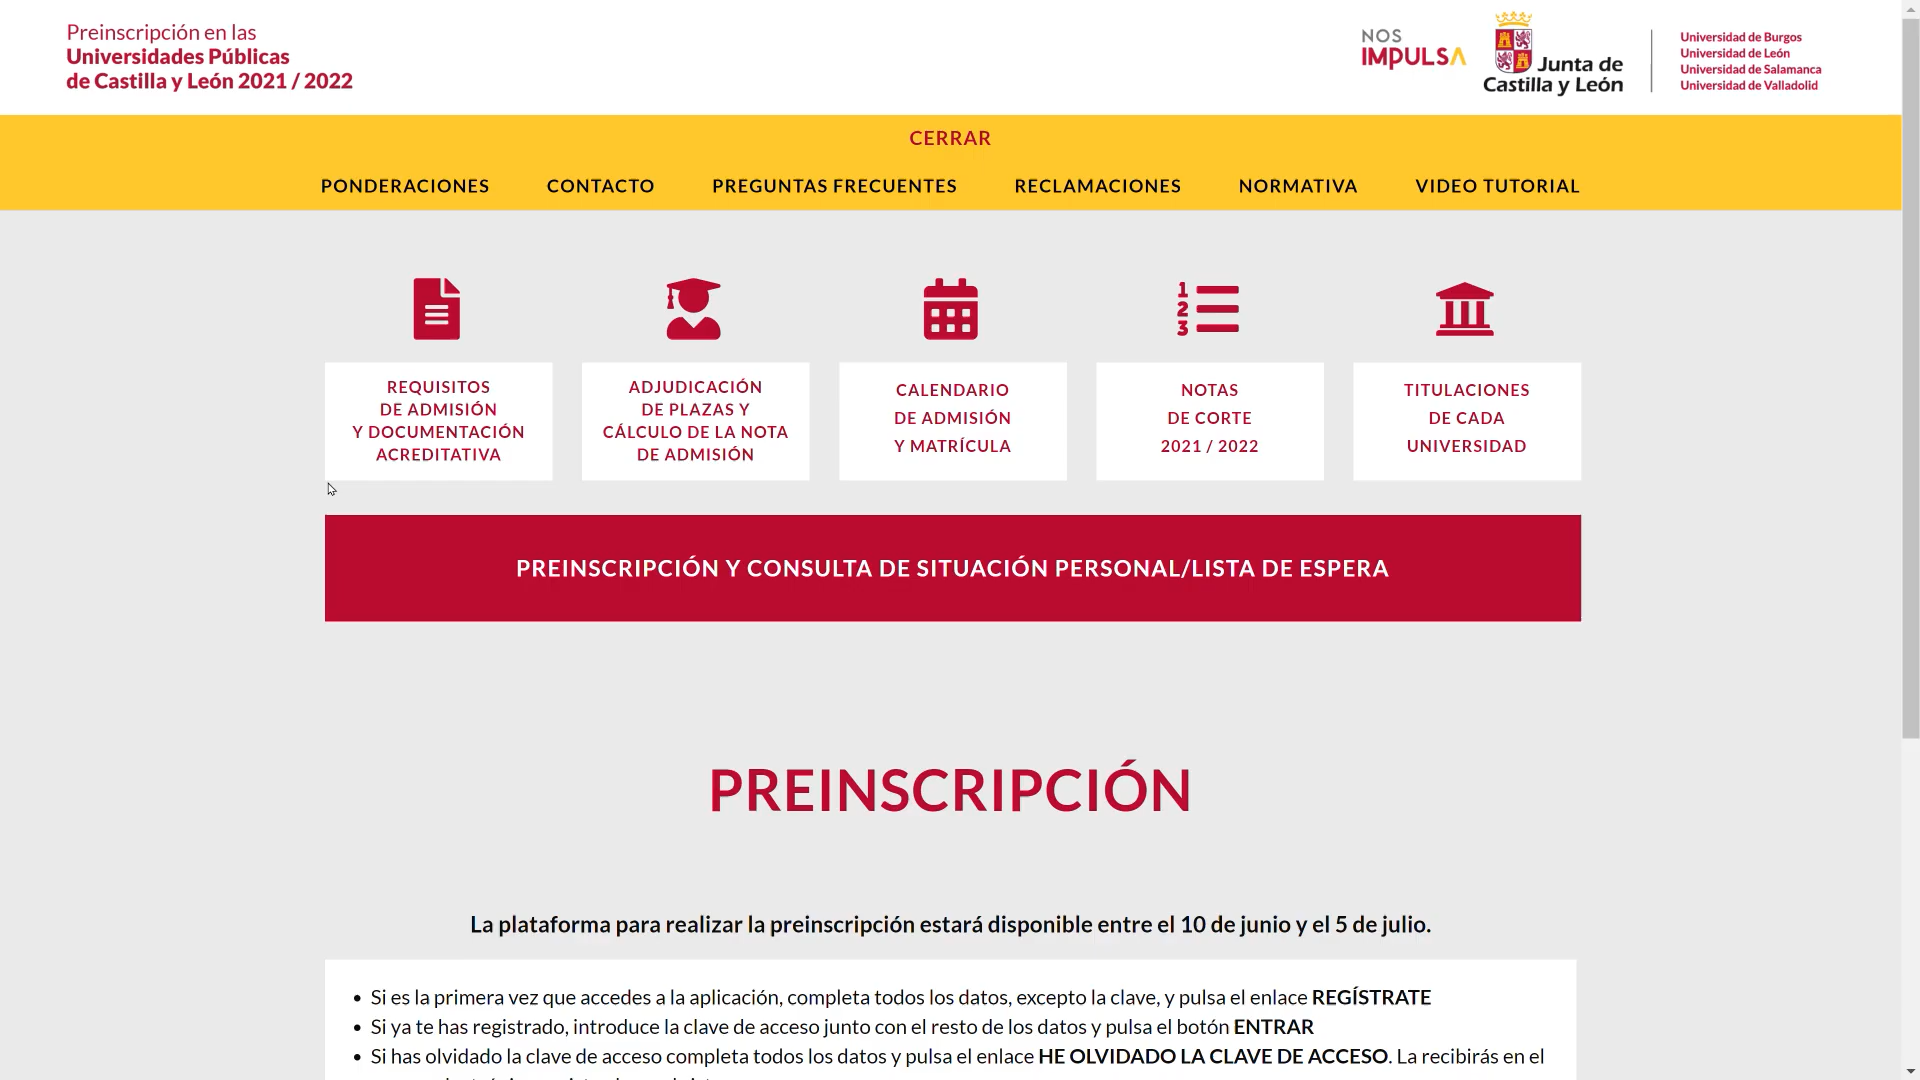 Preinscripción en las
Universidades Públicas
de Castilla y León 2021 / 2022
NOS
IMPULSA
Junta de
Castilla y León
Universidad de Burgos
Universidad de León
Universidad de Salamanca
Universidad de Valladolid
CERRAR
PONDERACIONES
CONTACTO
PREGUNTAS FRECUENTES
RECLAMACIONES
NORMATIVA
VIDEO TUTORIAL
REQUISITOS
DE ADMISIÓN
Y DOCUMENTACIÓN
ACREDITATIVA
ADJUDICACIÓN
DE PLAZAS Y
CÁLCULO DE LA NOTA
DE ADMISIÓN
CALENDARIO
DE ADMISIÓN
Y MATRÍCULA
1
2
3
NOTAS
DE CORTE
2021 / 2022
TITULACIONES
DE CADA
UNIVERSIDAD
PREINSCRIPCIÓN Y CONSULTA DE SITUACIÓN PERSONAL/LISTA DE ESPERA
PREINSCRIPCIÓN
La plataforma para realizar la preinscripción estará disponible entre el 10 de junio y el 5 de julio.
• Si es la primera vez que accedes a la aplicación, completa todos los datos, excepto la clave, y pulsa el enlace REGÍSTRATE
• Si ya te has registrado, introduce la clave de acceso junto con el resto de los datos y pulsa el botón ENTRAR
• Si has olvidado la clave de acceso completa todos los datos y pulsa el enlace HE OLVIDADO LA CLAVE DE ACCESO. La recibirás en el